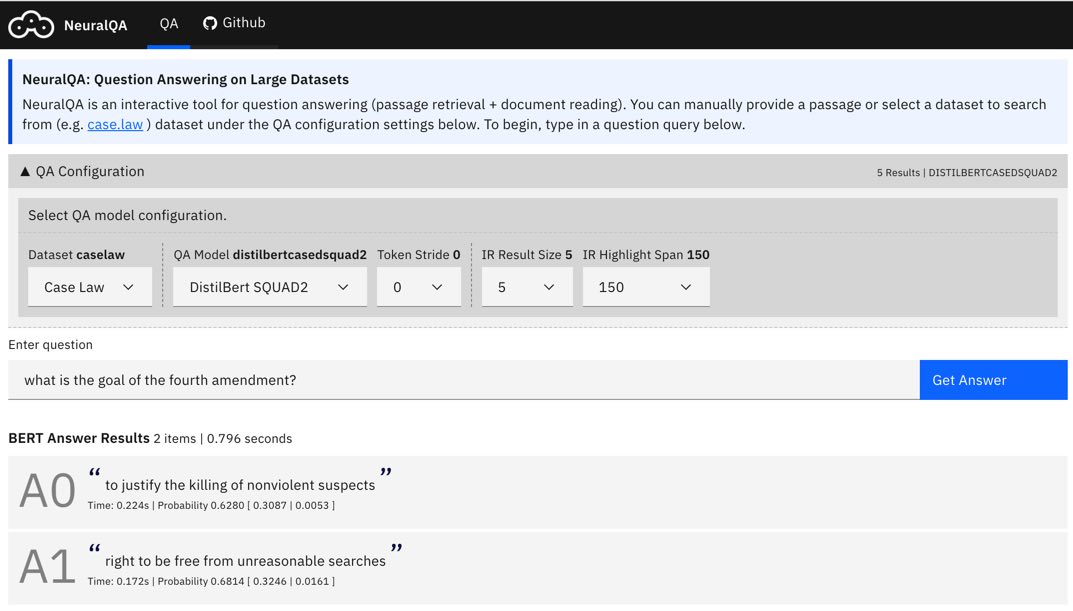 NeuralQA QA Github
NeuralQA: Question Answering on Large Datasets
NeuralQA is an interactive tool for question answering (passage retrieval + document reading). You can manually provide a passage or select a dataset to search
from (e.g. case.law ) dataset under the QA configuration settings below. To begin, type in a question query below.
▲ QA Configuration 5 Results | DISTILBERTCASEDSQUAD2
Select QA model configuration.
Dataset caselaw QA Model distilbertcasedsquad2 Token Stride 0 IR Result Size 5 IR Highlight Span 150
Case Law DistilBert SQUAD2 0 5 150
Enter question
what is the goal of the fourth amendment? Get Answer
BERT Answer Results 2 items | 0.796 seconds
A0 “ to justify the killing of nonviolent suspects ”
Time: 0.224s | Probability 0.6280 [ 0.3087 | 0.0053 ]
A1 “ right to be free from unreasonable searches ”
Time: 0.172s | Probability 0.6814 [ 0.3246 | 0.0161 ]